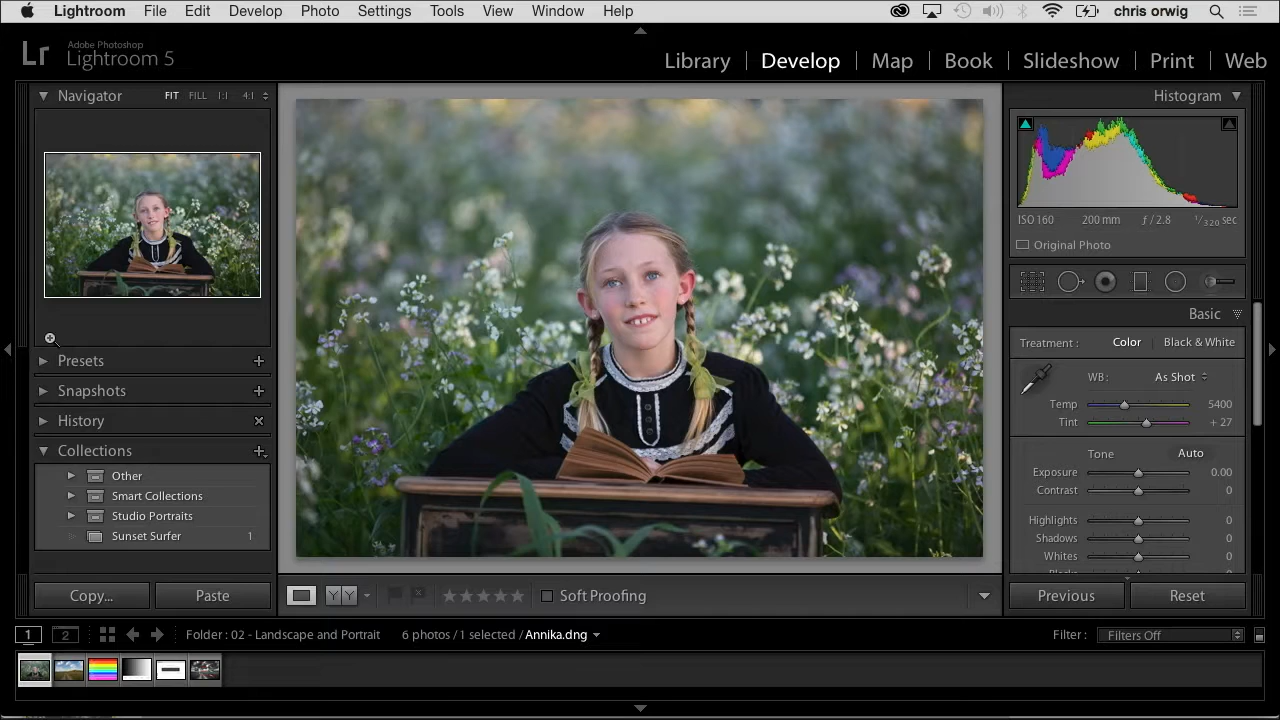 Lightroom File Edit Develop Photo Settings Tools View Window Help chris orwig
Lr Adobe Photoshop
Lightroom 5
Library | Develop | Map | Book | Slideshow | Print | Web
Navigator FIT FILL 1:1 4:1
Histogram
ISO 160 200 mm f / 2.8 1/320 sec
Original Photo
Basic
Treatment : Color Black & White
WB: As Shot
Temp 5400
Tint + 27
Tone Auto
Exposure 0.00
Contrast 0
Highlights 0
Shadows 0
Whites 0
Presets
Snapshots
History
Collections
Other
Smart Collections
Studio Portraits
Sunset Surfer 1
Copy... Paste
YY
Soft Proofing
Previous Reset
1 2 Folder : 02 - Landscape and Portrait 6 photos / 1 selected / Annika.dng
Filter : Filters Off